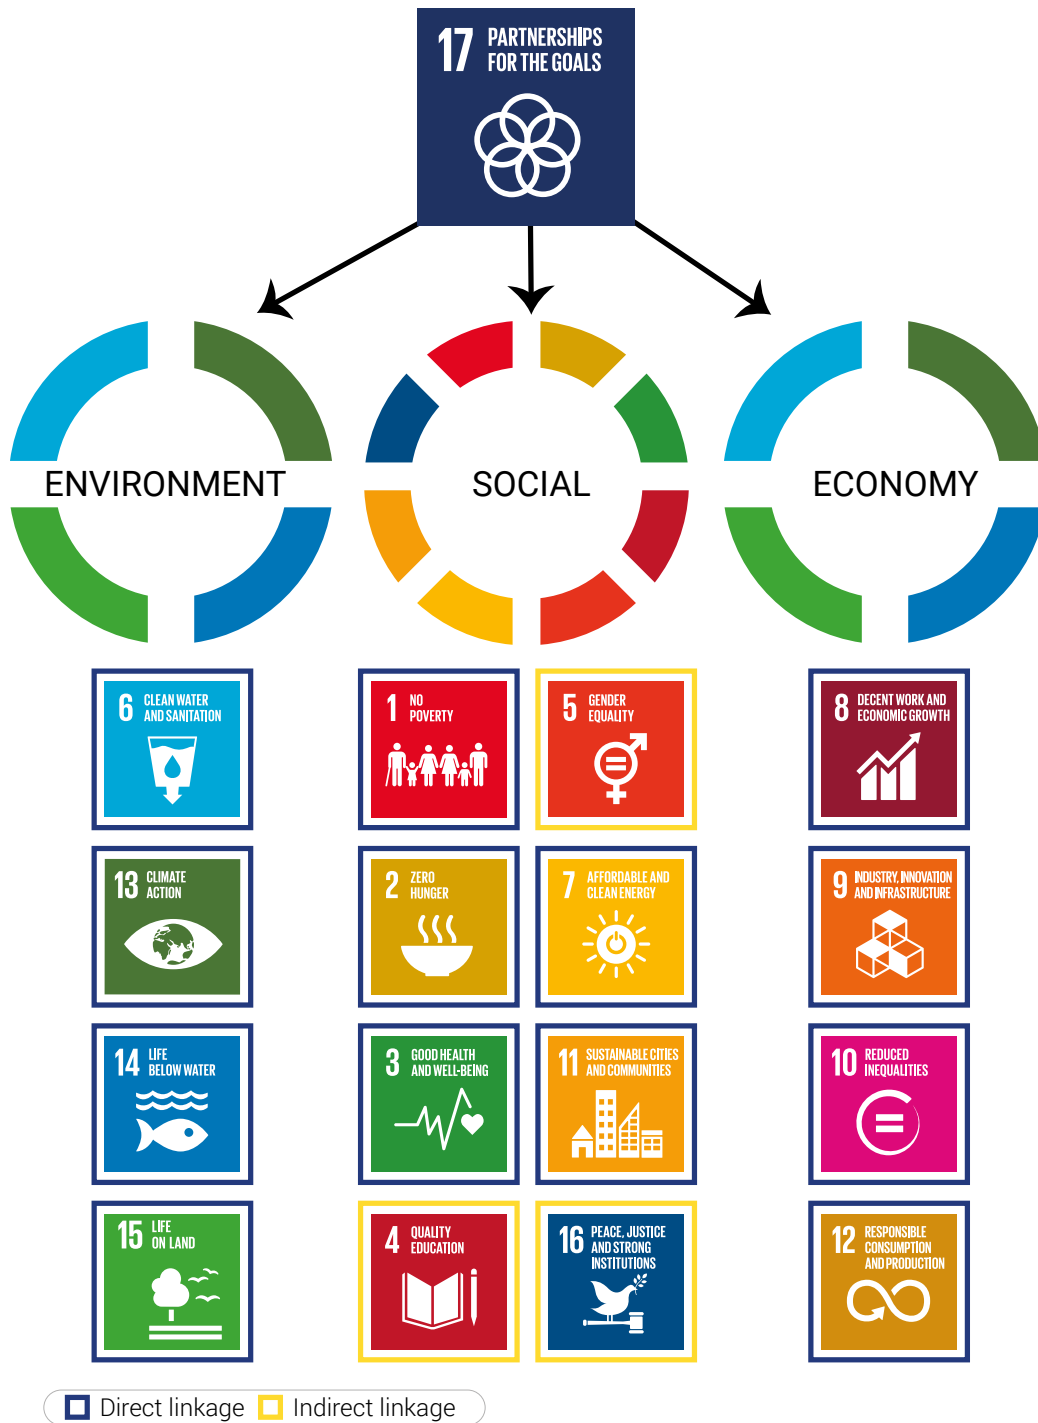 17 PARTNERSHIPS
FOR THE GOALS
ENVIRONMENT
SOCIAL
ECONOMY
6 CLEAN WATER
AND SANITATION
1 NO
POVERTY
5 GENDER
EQUALITY
8 DECENT WORK AND
ECONOMIC GROWTH
13 CLIMATE
ACTION
2 ZERO
HUNGER
7 AFFORDABLE AND
CLEAN ENERGY
9 INDUSTRY, INNOVATION
AND INFRASTRUCTURE
14 LIFE
BELOW WATER
3 GOOD HEALTH
AND WELL-BEING
11 SUSTAINABLE CITIES
AND COMMUNITIES
10 REDUCED
INEQUALITIES
15 LIFE
ON LAND
4 QUALITY
EDUCATION
16 PEACE, JUSTICE
AND STRONG
INSTITUTIONS
12 RESPONSIBLE
CONSUMPTION
AND PRODUCTION
Direct linkage Indirect linkage